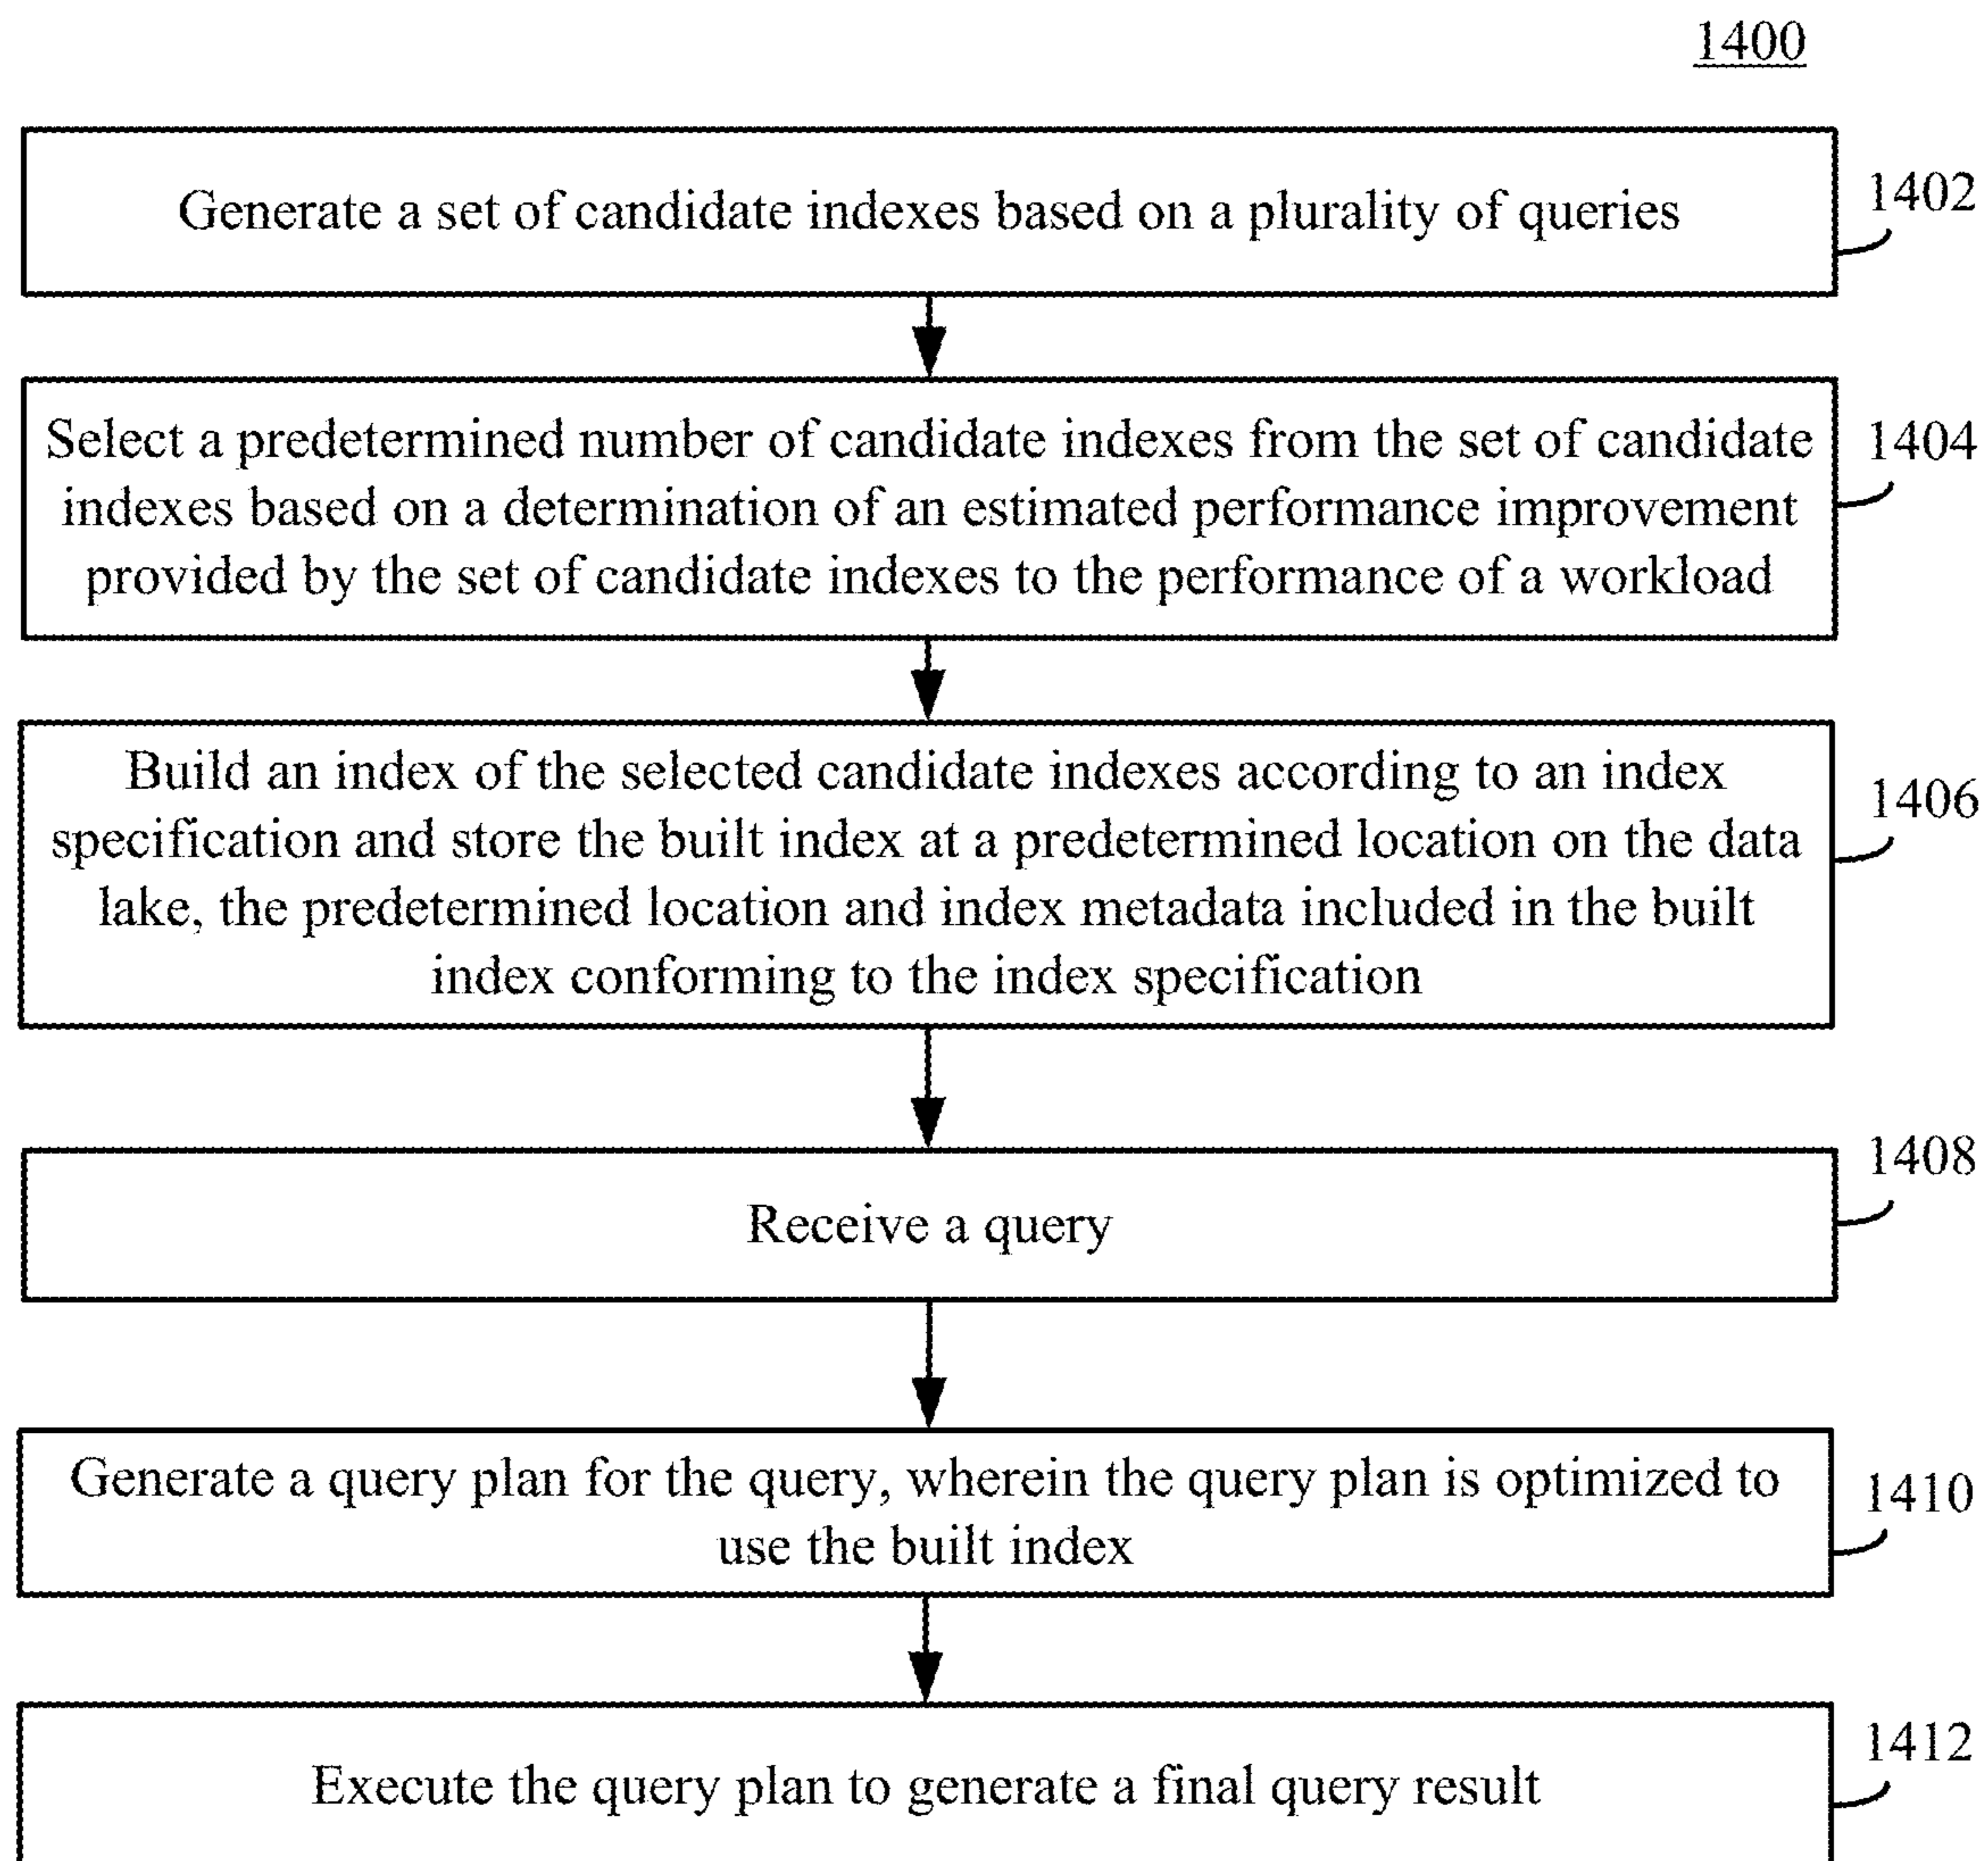 1400
Generate a set of candidate indexes based on a plurality of queries
1402
Select a predetermined number of candidate indexes from the set of candidate
indexes based on a determination of an estimated performance improvement
provided by the set of candidate indexes to the performance of a workload
1404
Build an index of the selected candidate indexes according to an index
specification and store the built index at a predetermined location on the data
lake, the predetermined location and index metadata included in the built
index conforming to the index specification
1406
Receive a query
1408
Generate a query plan for the query, wherein the query plan is optimized to
use the built index
1410
Execute the query plan to generate a final query result
1412